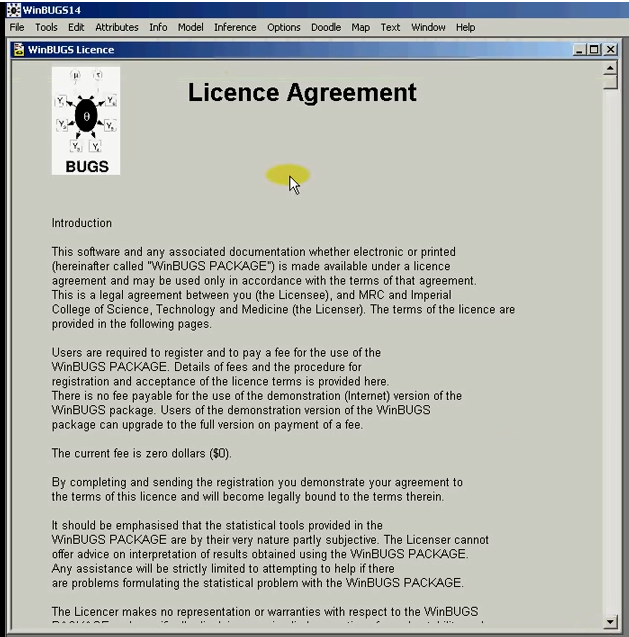 WinBUGS14
File Tools Edit Attributes Info Model Inference Options Doodle Map Text Window Help
WinBUGS Licence
Licence Agreement
μ τ
θ
BUGS
Introduction
This software and any associated documentation whether electronic or printed
(hereinafter called "WinBUGS PACKAGE") is made available under a licence
agreement and may be used only in accordance with the terms of that agreement.
This is a legal agreement between you (the Licensee), and MRC and Imperial
College of Science, Technology and Medicine (the Licenser). The terms of the licence are
provided in the following pages.
Users are required to register and to pay a fee for the use of the
WinBUGS PACKAGE. Details of fees and the procedure for
registration and acceptance of the licence terms is provided here.
There is no fee payable for the use of the demonstration (Internet) version of the
WinBUGS package. Users of the demonstration version of the WinBUGS
package can upgrade to the full version on payment of a fee.
The current fee is zero dollars ($0).
By completing and sending the registration you demonstrate your agreement to
the terms of this licence and will become legally bound to the terms therein.
It should be emphasised that the statistical tools provided in the
WinBUGS PACKAGE are by their very nature partly subjective. The Licenser cannot
offer advice on interpretation of results obtained using the WinBUGS PACKAGE.
Any assistance will be strictly limited to attempting to help if there
are problems formulating the statistical problem with the WinBUGS PACKAGE.
The Licencer makes no representation or warranties with respect to the WinBUGS